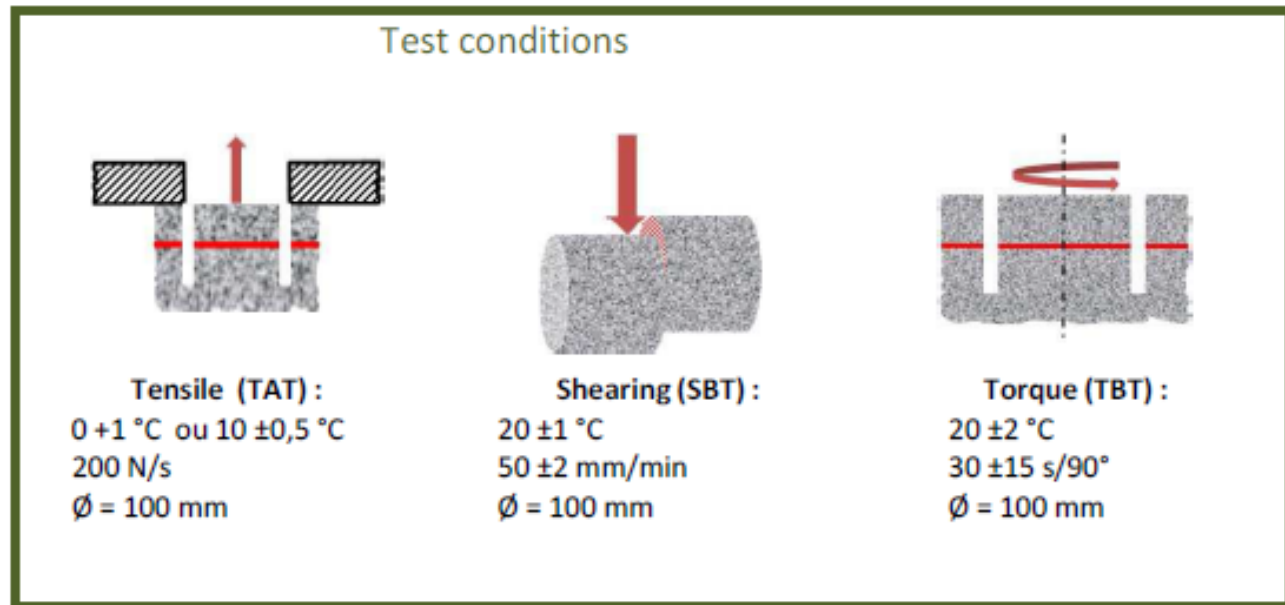 Test conditions
Tensile (TAT) :
0 +1 °C ou 10 ±0,5 °C
200 N/s
Ø = 100 mm
Shearing (SBT) :
20 ±1 °C
50 ±2 mm/min
Ø = 100 mm
Torque (TBT) :
20 ±2 °C
30 ±15 s/90°
Ø = 100 mm